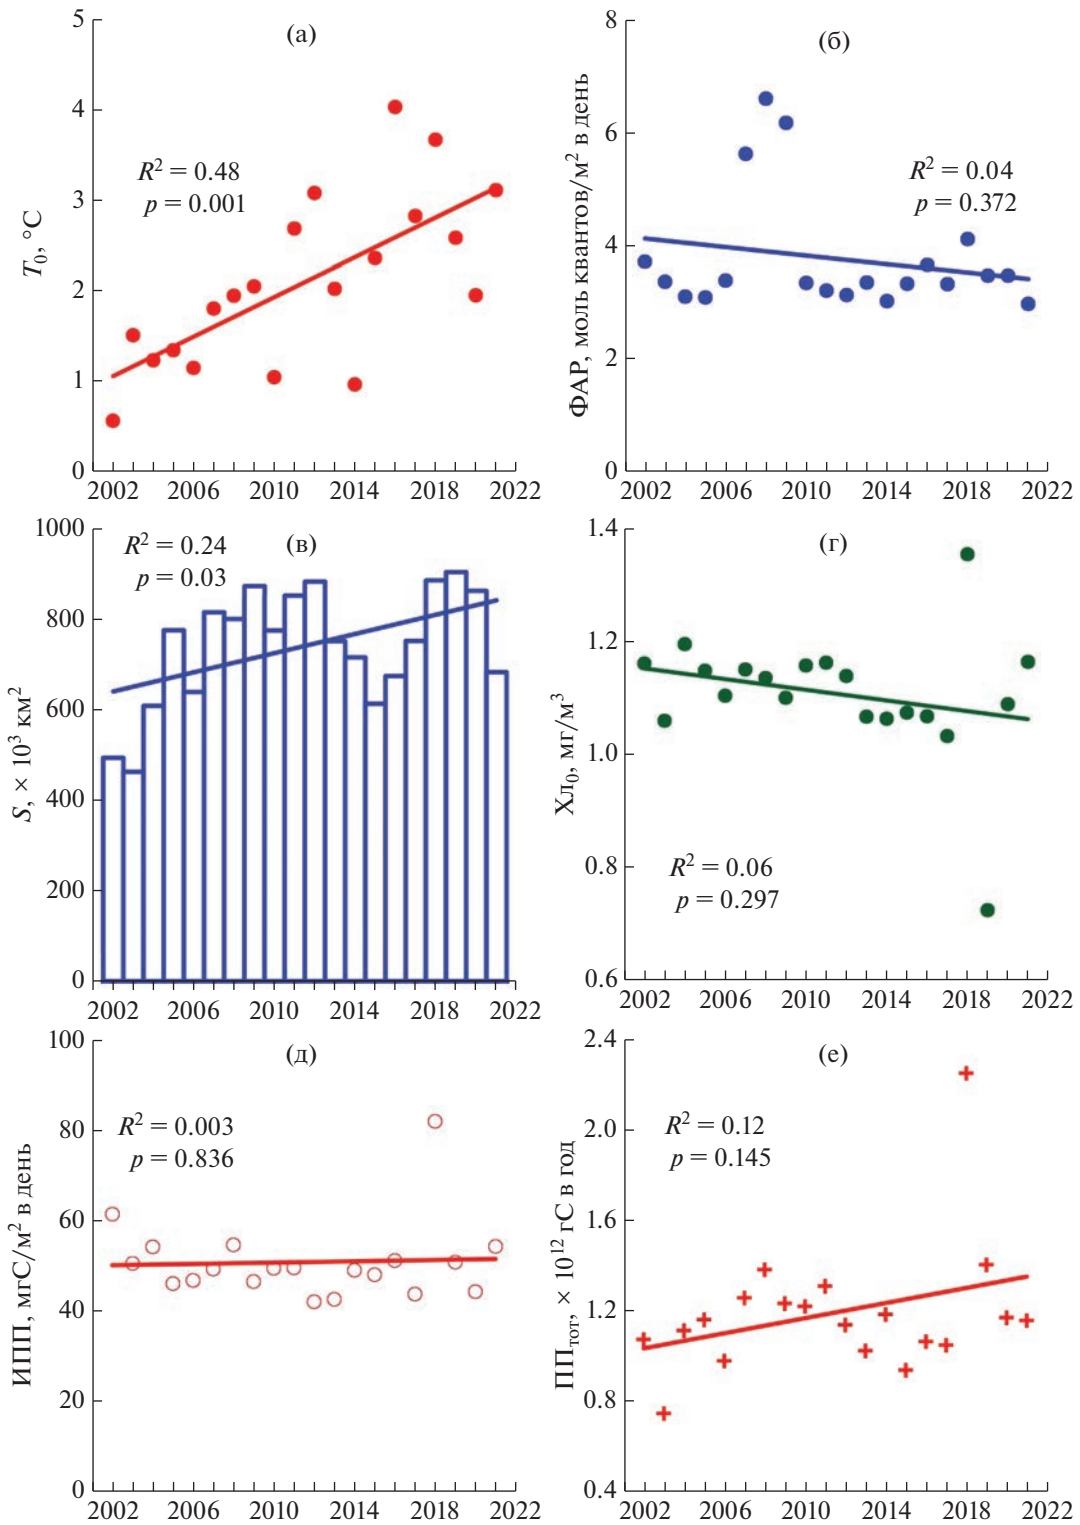 (а)
5
4
3
2
1
0
T₀, °C
R² = 0.48
p = 0.001
2002 2006 2010 2014 2018 2022
(б)
8
6
4
2
0
ФАР, моль квантов/м² в день
R² = 0.04
p = 0.372
2002 2006 2010 2014 2018 2022
(в)
1000
800
600
400
200
0
S, × 10³ км²
R² = 0.24
p = 0.03
2002 2006 2010 2014 2018 2022
(г)
1.4
1.2
1.0
0.8
0.6
Хл₀, мг/м³
R² = 0.06
p = 0.297
2002 2006 2010 2014 2018 2022
(д)
100
80
60
40
20
0
ИПП, мгС/м² в день
R² = 0.003
p = 0.836
2002 2006 2010 2014 2018 2022
(е)
2.4
2.0
1.6
1.2
0.8
0.4
ППтот, × 10¹² гС в год
R² = 0.12
p = 0.145
2002 2006 2010 2014 2018 2022